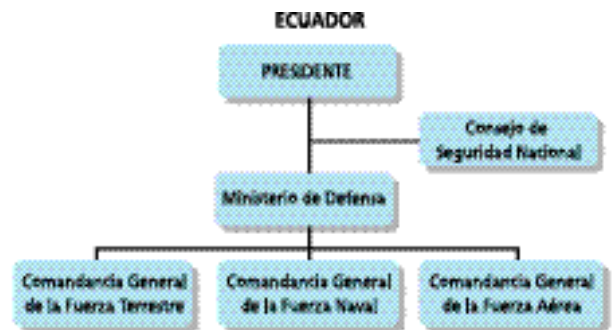 ECUADOR
PRESIDENTE
Consejo de
Seguridad National
Ministerio de Defensa
Comandancia General
de la Fuerza Terrestre
Comandancia General
de la Fuerza Naval
Comandancia General
de la Fuerza Aérea